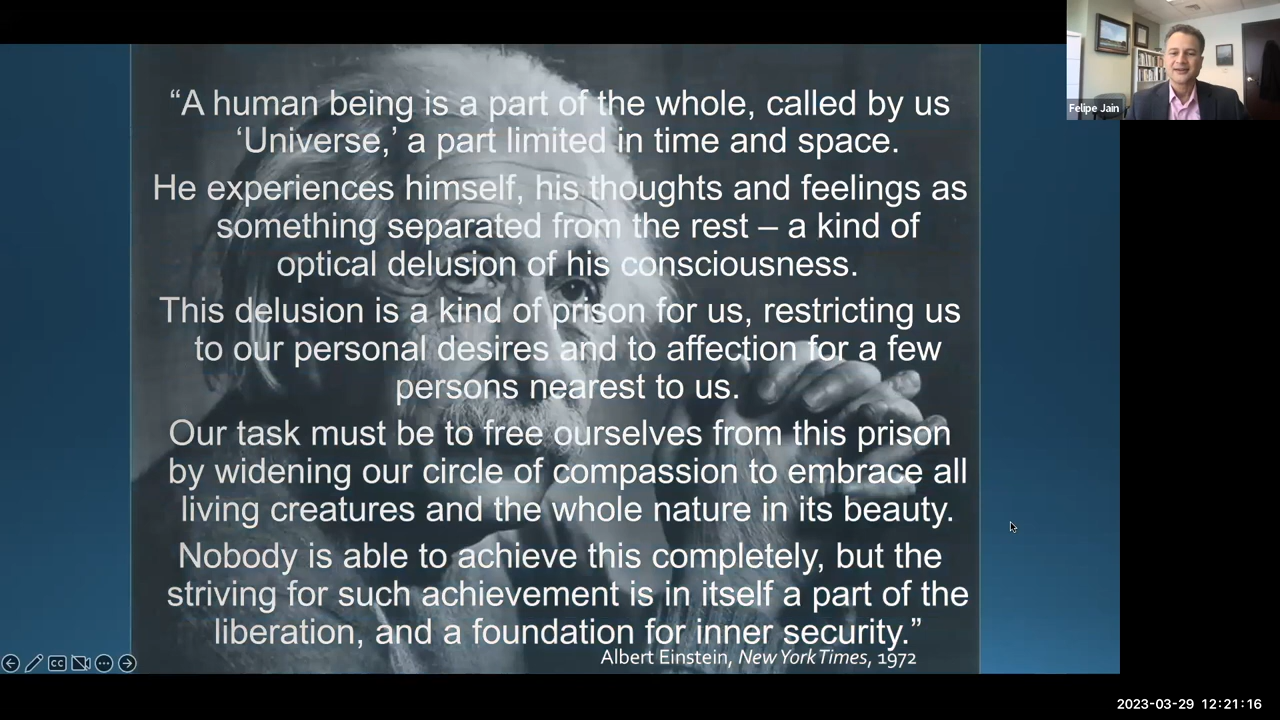 “A human being is a part of the whole, called by us
‘Universe,’ a part limited in time and space.
He experiences himself, his thoughts and feelings as
something separated from the rest – a kind of
optical delusion of his consciousness.
This delusion is a kind of prison for us, restricting us
to our personal desires and to affection for a few
persons nearest to us.
Our task must be to free ourselves from this prison
by widening our circle of compassion to embrace all
living creatures and the whole nature in its beauty.
Nobody is able to achieve this completely, but the
striving for such achievement is in itself a part of the
liberation, and a foundation for inner security.”
Albert Einstein, New York Times, 1972
Felipe Jain
CC
2023-03-29 12:21:16